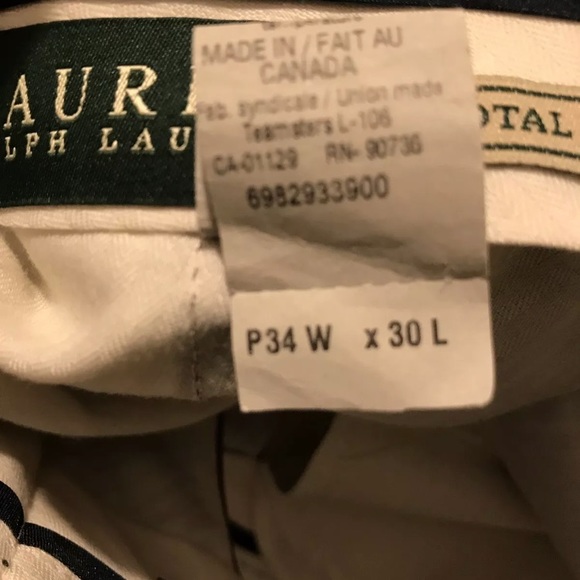 AUR
LPH LAU
MADE IN / FAIT AU
CANADA
Fab. syndicale / Union made
Teamsters L-106
CA-01129 RN- 90736
6982933900
P34 W x 30 L
OTAL